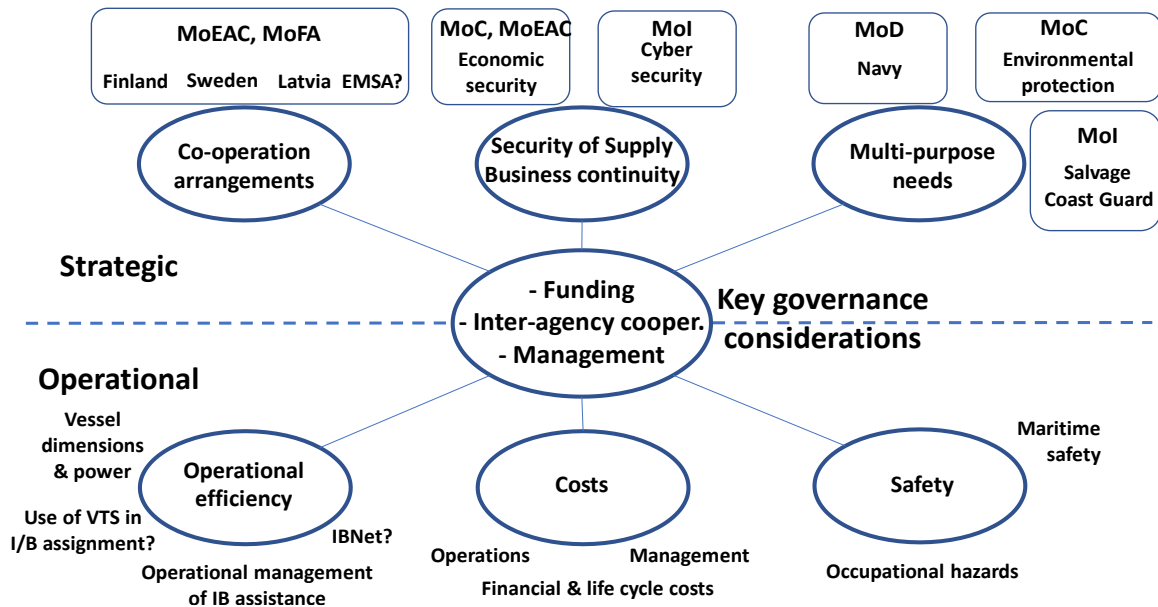 MoEAC, MoFA
Finland Sweden Latvia EMSA?
Co-operation
arrangements
MoC, MoEAC
Economic
security
MoI
Cyber
security
Security of Supply
Business continuity
MoD
Navy
MoC
Environmental
protection
MoI
Salvage
Coast Guard
Multi-purpose
needs
Strategic
- Funding
- Inter-agency cooper.
- Management
Key governance
considerations
Operational
Vessel
dimensions
& power
Operational
efficiency
Use of VTS in
I/B assignment?
IBNet?
Operational management
of IB assistance
Costs
Operations
Management
Financial & life cycle costs
Safety
Maritime
safety
Occupational hazards